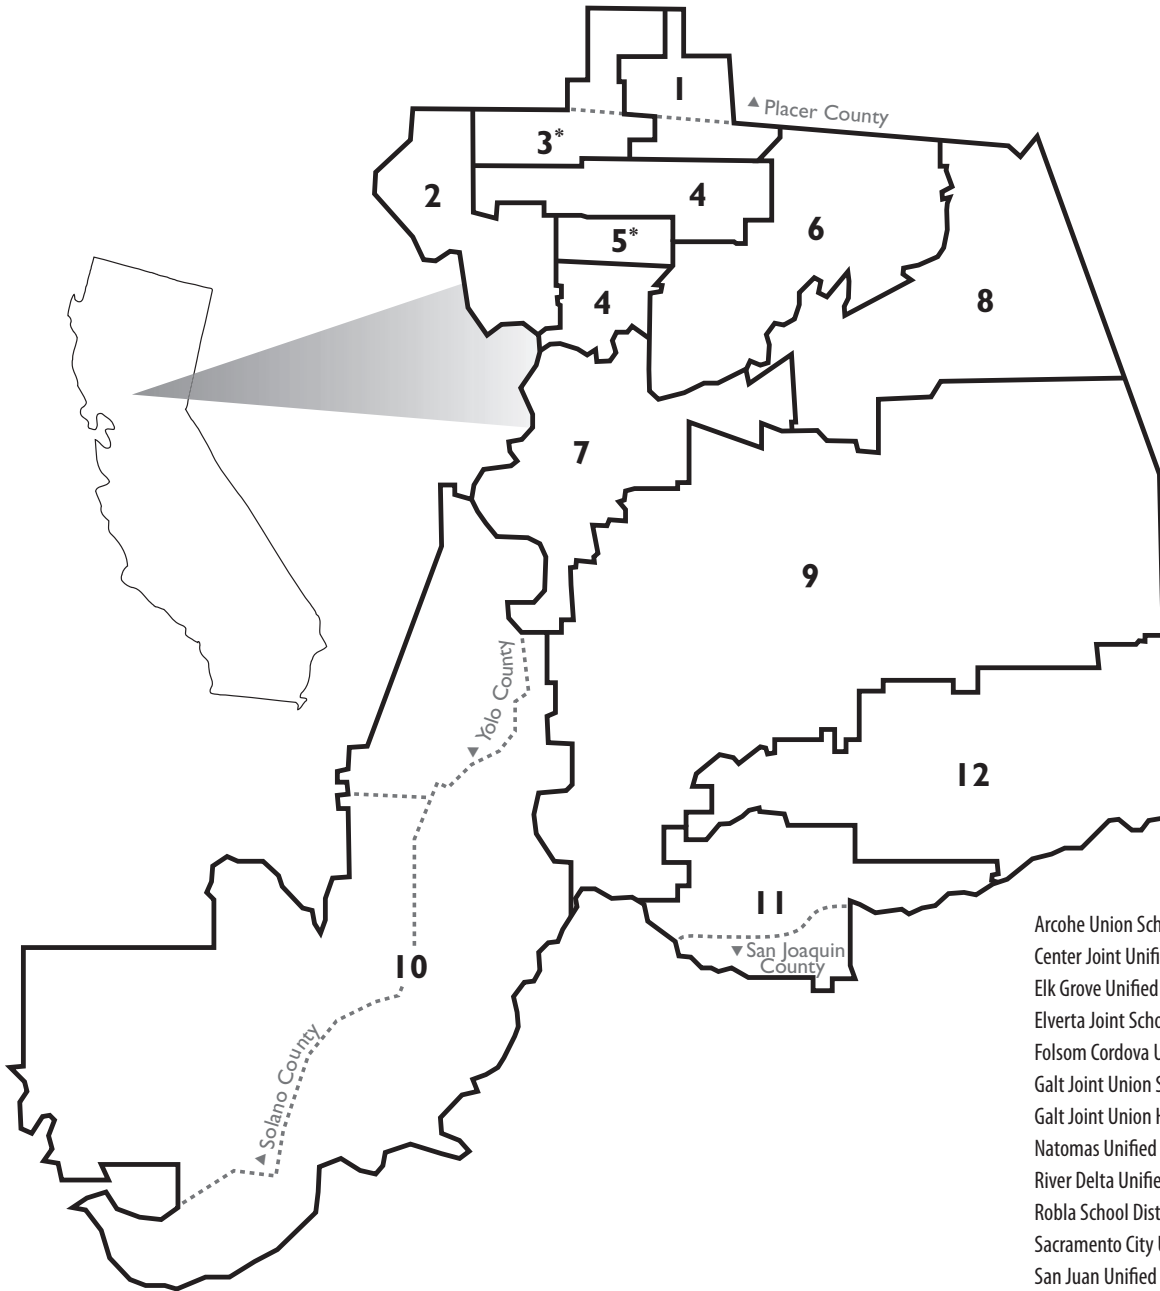 1
▲ Placer County
3*
2
4
6
5*
8
4
7
9
▲ Yolo County
12
11
▼ San Joaquin
County
10
▲ Solano County
Arcohe Union Sch
Center Joint Unifi
Elk Grove Unified
Elverta Joint Scho
Folsom Cordova U
Galt Joint Union S
Galt Joint Union H
Natomas Unified
River Delta Unifie
Robla School Dist
Sacramento City U
San Juan Unified